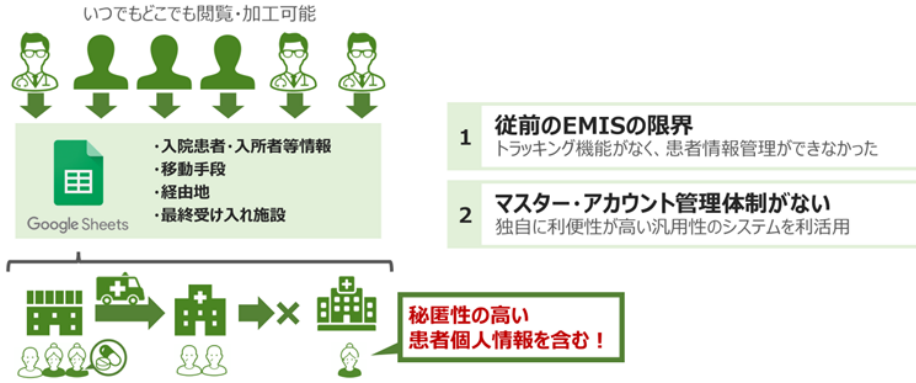 いつでもどこでも閲覧・加工可能
・入院患者・入所者等情報
・移動手段
・経由地
・最終受け入れ施設
Google Sheets
1 従前のEMISの限界
トラッキング機能がなく、患者情報管理ができなかった
2 マスター・アカウント管理体制がない
独自に利便性が高い汎用性のシステムを利活用
秘匿性の高い
患者個人情報を含む！